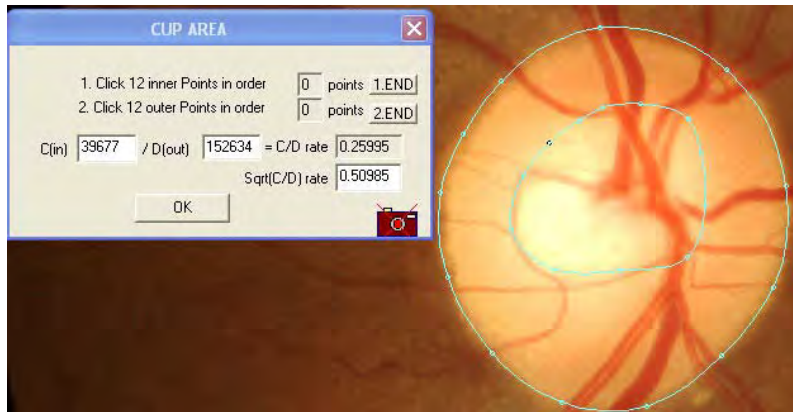 CUP AREA
1. Click 12 inner Points in order 0 points 1.END
2. Click 12 outer Points in order 0 points 2.END
C(in) 39677 / D(out) 152634 = C/D rate 0.25995
Sqrt(C/D) rate 0.50985
OK